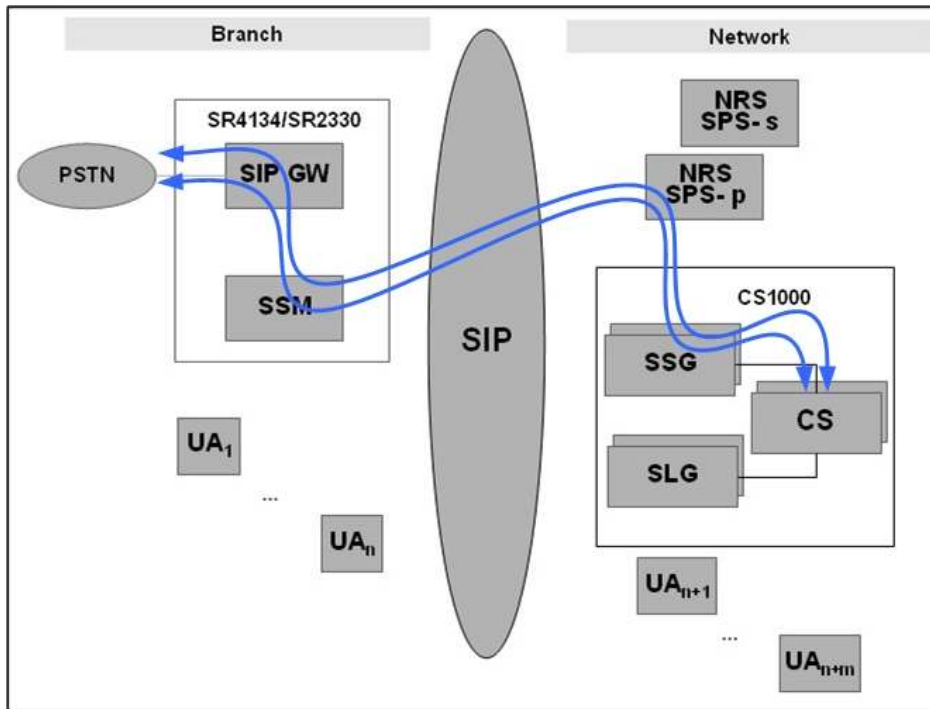 Branch
Network
SR4134/SR2330
PSTN
SIP GW
SSM
UA1
...
UAn
SIP
NRS
SPS- s
NRS
SPS- p
CS1000
SSG
CS
SLG
UAn+1
...
UAn+m